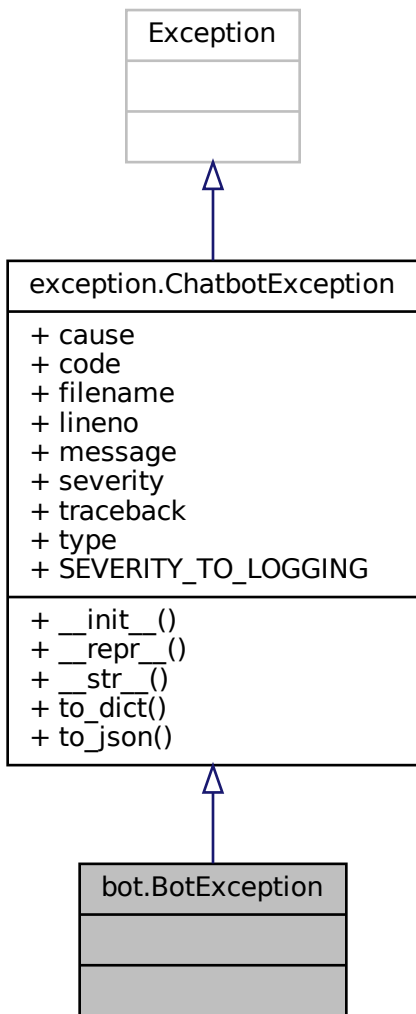 Exception
exception.ChatbotException
+ cause
+ code
+ filename
+ lineno
+ message
+ severity
+ traceback
+ type
+ SEVERITY_TO_LOGGING
+ __init__()
+ __repr__()
+ __str__()
+ to_dict()
+ to_json()
bot.BotException